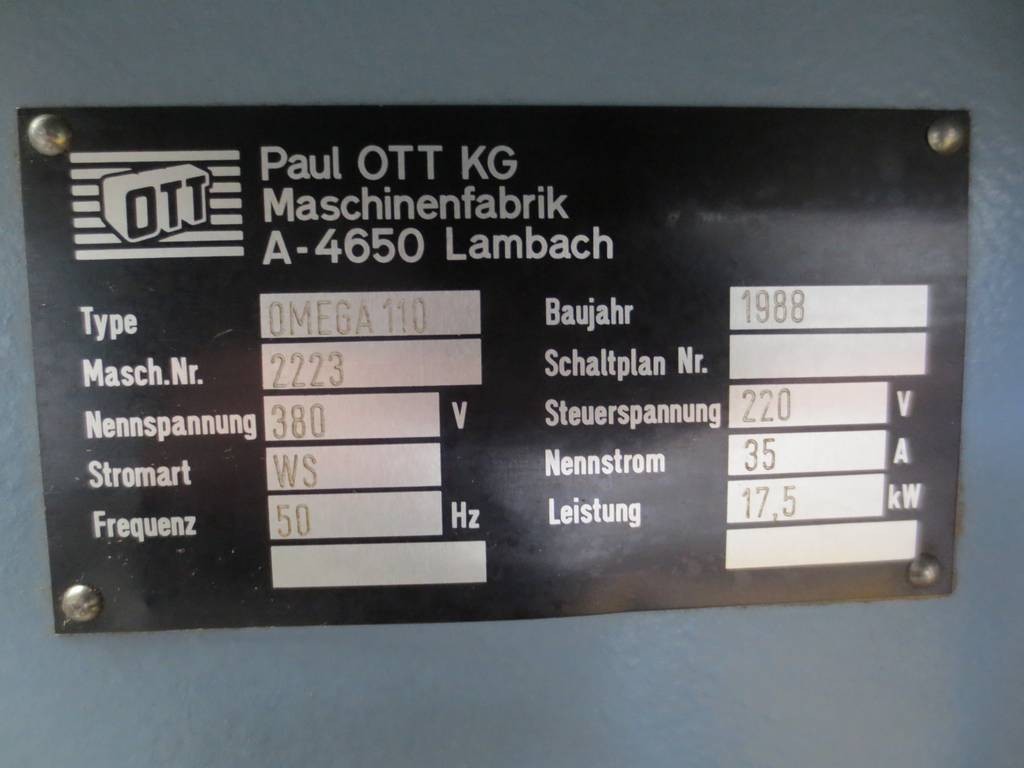 OTT
Paul OTT KG
Maschinenfabrik
A-4650 Lambach
Type OMEGA 110
Masch.Nr. 2223
Nennspannung 380 V
Stromart WS
Frequenz 50 Hz
Baujahr 1988
Schaltplan Nr.
Steuerspannung 220 V
Nennstrom 35 A
Leistung 17,5 kW